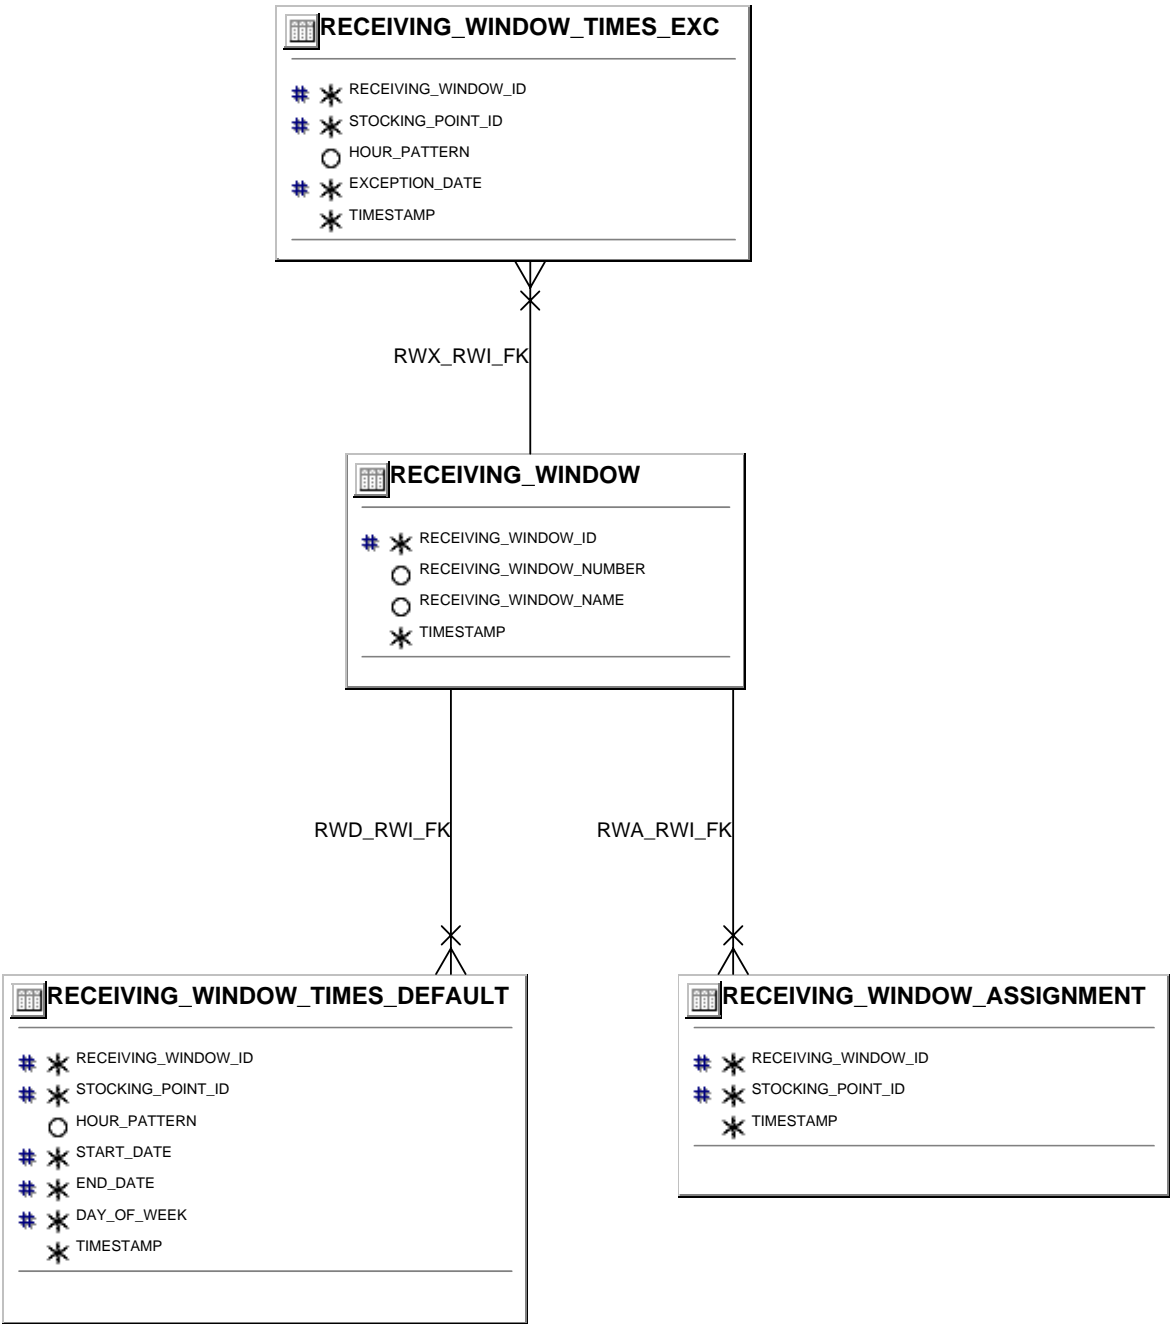 RECEIVING_WINDOW_TIMES_EXC
# * RECEIVING_WINDOW_ID
# * STOCKING_POINT_ID
HOUR_PATTERN
# * EXCEPTION_DATE
* TIMESTAMP
RWX_RWI_FK
RECEIVING_WINDOW
# * RECEIVING_WINDOW_ID
RECEIVING_WINDOW_NUMBER
RECEIVING_WINDOW_NAME
* TIMESTAMP
RWD_RWI_FK
RWA_RWI_FK
RECEIVING_WINDOW_TIMES_DEFAULT
# * RECEIVING_WINDOW_ID
# * STOCKING_POINT_ID
HOUR_PATTERN
# * START_DATE
# * END_DATE
# * DAY_OF_WEEK
* TIMESTAMP
RECEIVING_WINDOW_ASSIGNMENT
# * RECEIVING_WINDOW_ID
# * STOCKING_POINT_ID
* TIMESTAMP